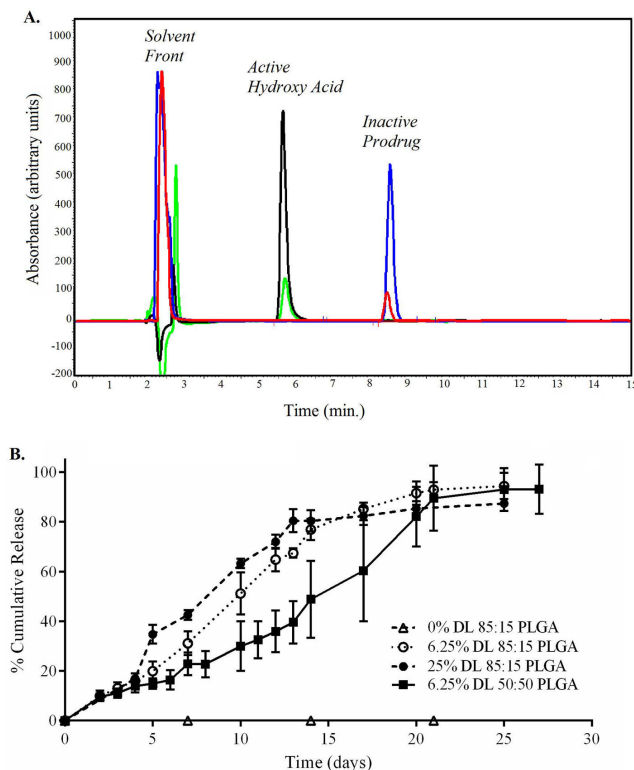 A.
Solvent
Front
Active
Hydroxy Acid
Inactive
Prodrug
Absorbance (arbitrary units)
1000
900
800
700
600
500
400
300
200
100
0
-100
-200
0 1 2 3 4 5 6 7 8 9 10 11 12 13 14 15
Time (min.)
B.
% Cumulative Release
100
80
60
40
20
0
0% DL 85:15 PLGA
6.25% DL 85:15 PLGA
25% DL 85:15 PLGA
6.25% DL 50:50 PLGA
0 5 10 15 20 25 30
Time (days)